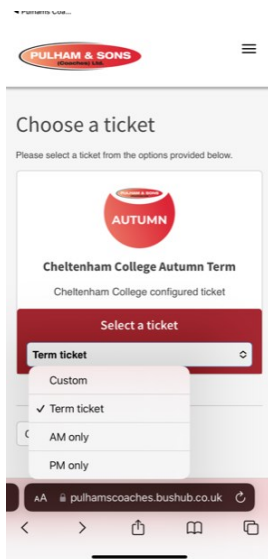 Pulhams Coa...
PULHAM & SONS
(Coaches) Ltd.
Choose a ticket
Please select a ticket from the options provided below.
PULHAM & SONS
AUTUMN
Cheltenham College Autumn Term
Cheltenham College configured ticket
Select a ticket
Term ticket
Custom
✓ Term ticket
AM only
PM only
AA pulhamscoaches.bushub.co.uk